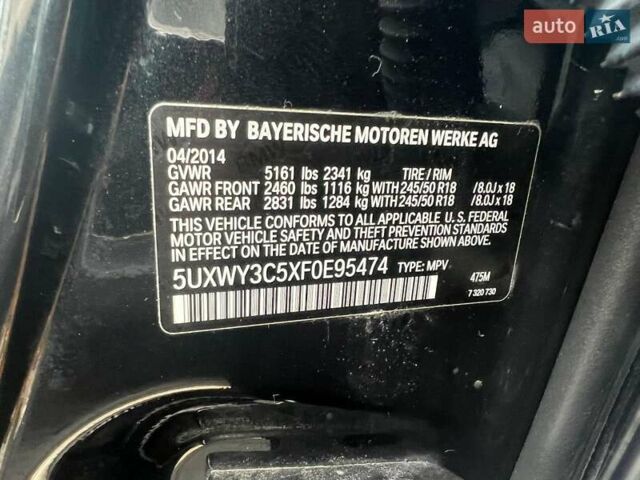 auto RIA.com
MFD BY BAYERISCHE MOTOREN WERKE AG
04/2014
GVWR 5161 lbs 2341 kg TIRE / RIM
GAWR FRONT 2460 lbs 1116 kg WITH 245/50 R18 /8.0J x 18
GAWR REAR 2831 lbs 1284 kg WITH 245/50 R18 /8.0J x 18
THIS VEHICLE CONFORMS TO ALL APPLICABLE U. S. FEDERAL
MOTOR VEHICLE SAFETY AND THEFT PREVENTION STANDARDS
IN EFFECT ON THE DATE OF MANUFACTURE SHOWN ABOVE.
5UXWY3C5XF0E95474 TYPE: MPV
475M
7 320 730